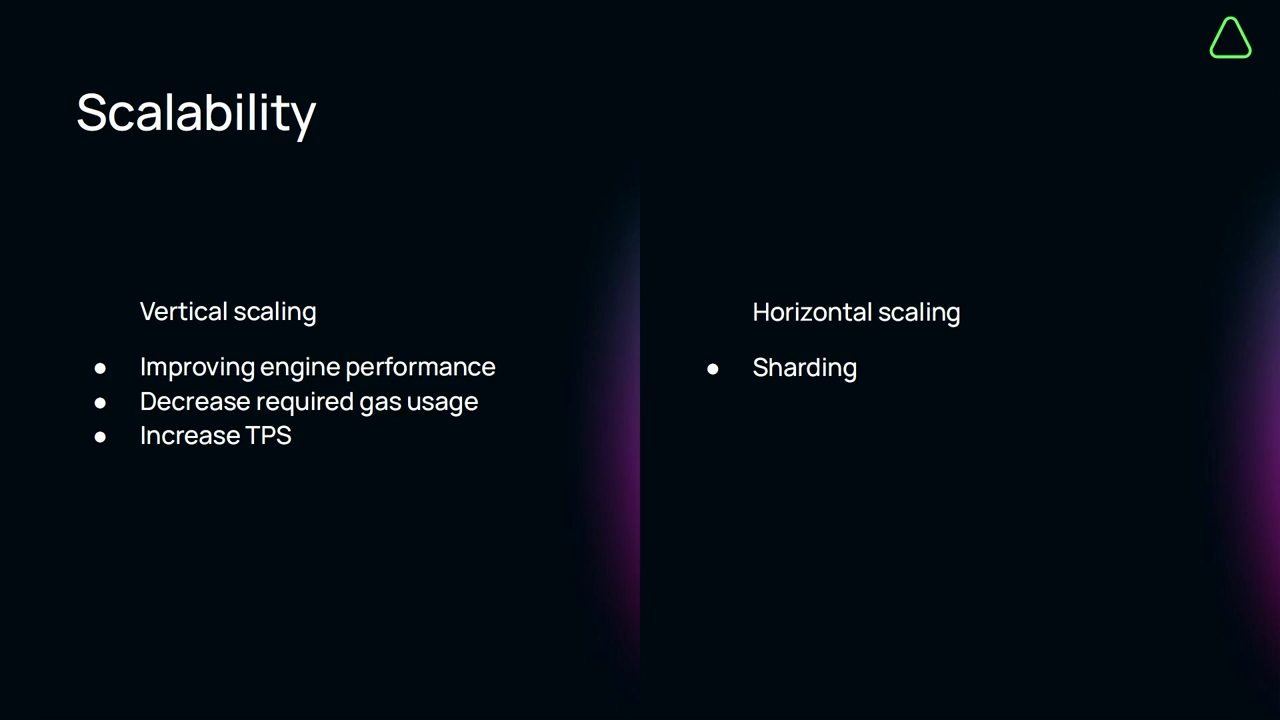 Scalability
Vertical scaling
● Improving engine performance
● Decrease required gas usage
● Increase TPS
Horizontal scaling
● Sharding